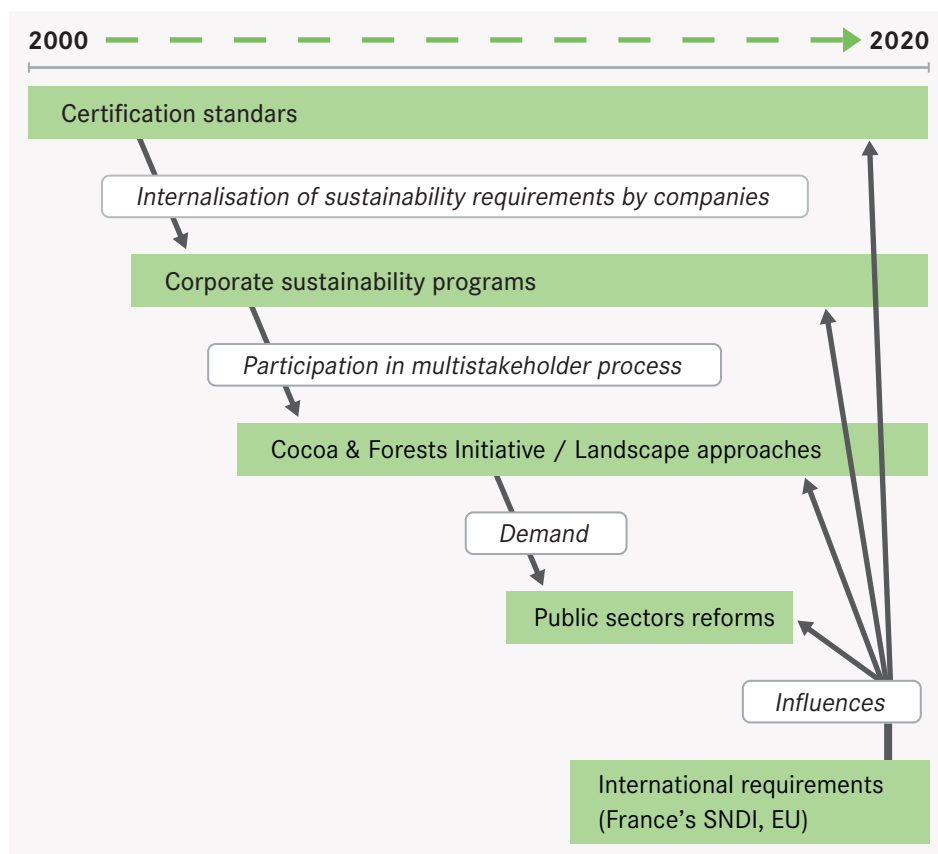 2000 2020
Certification standars
Internalisation of sustainability requirements by companies
Corporate sustainability programs
Participation in multistakeholder process
Cocoa & Forests Initiative / Landscape approaches
Demand
Public sectors reforms
Influences
International requirements
(France's SNDI, EU)